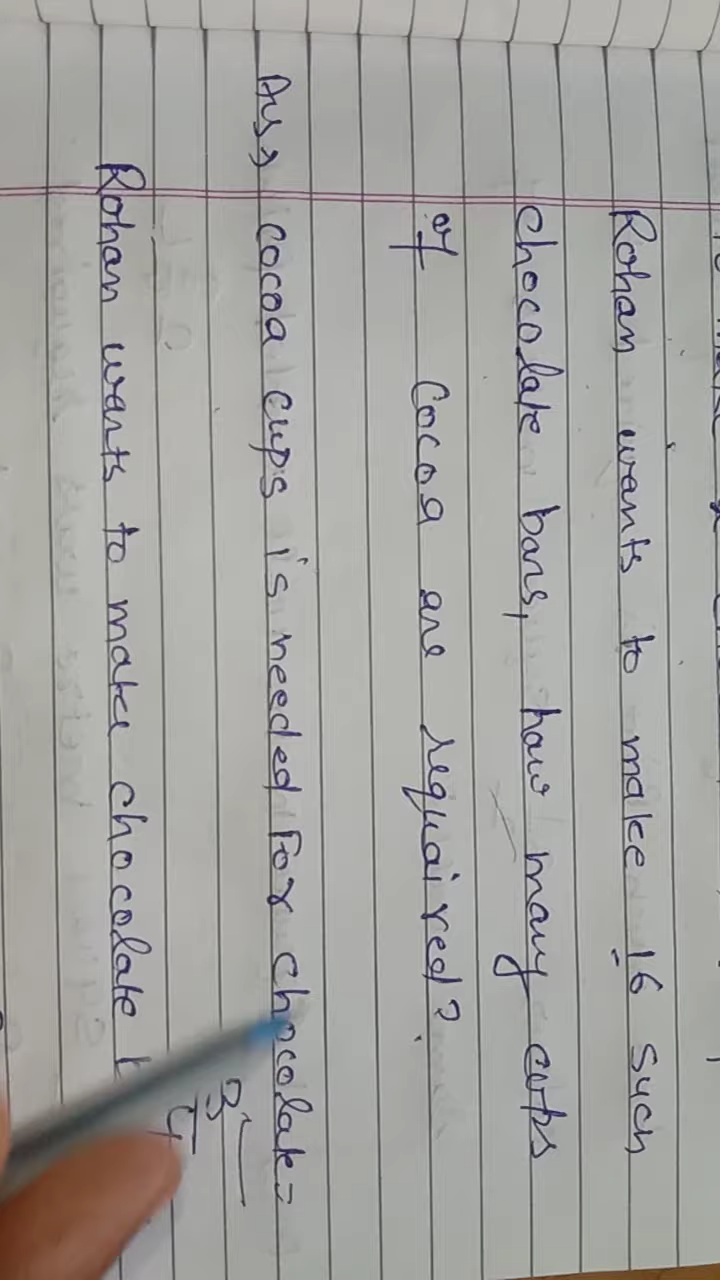 Rohan wants to make 16 such
chocolate bars, how many cups
of Cocoa are requaired?
Ans, cocoa cups is needed For chocolate =
3
4
Rohan wants to make chocolate